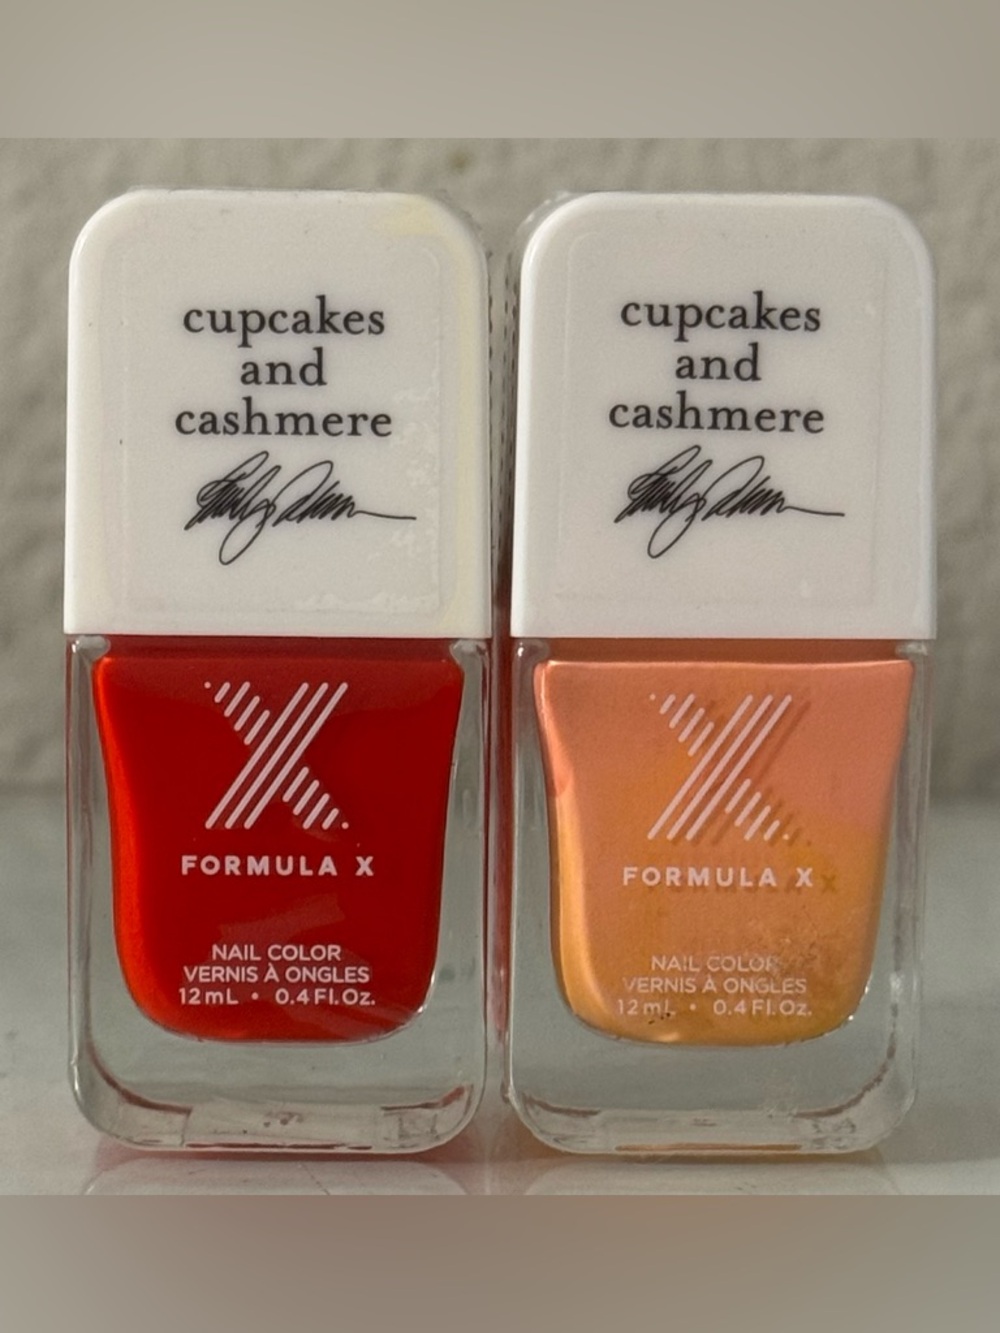 cupcakes
and
cashmere
FORMULA X
NAIL COLOR
VERNIS À ONGLES
12 mL • 0.4 Fl.Oz.
cupcakes
and
cashmere
FORMULA X
NAIL COLOR
VERNIS À ONGLES
12 mL • 0.4 Fl.Oz.